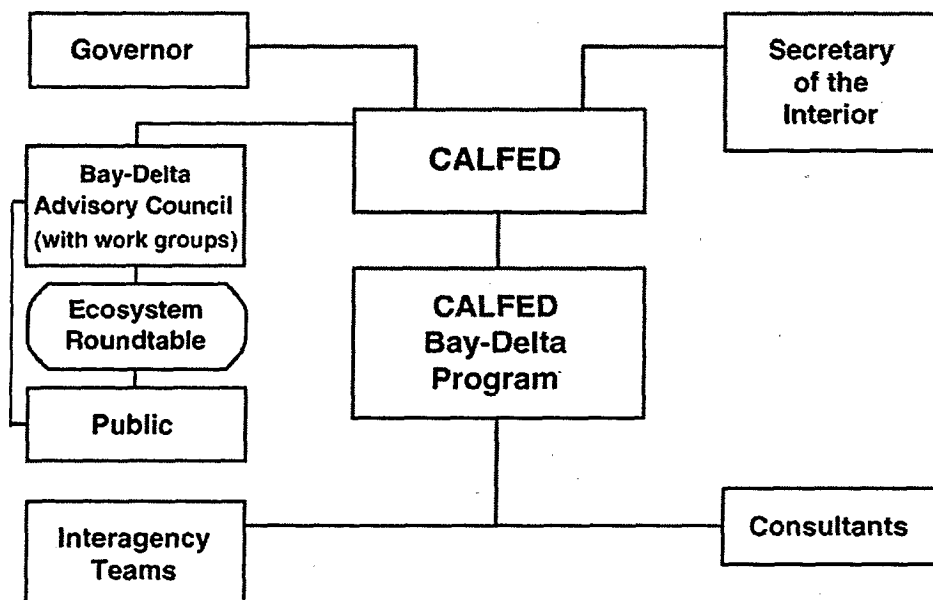 Governor
Secretary
of the
Interior
CALFED
Bay-Delta
Advisory Council
(with work groups)
Ecosystem
Roundtable
Public
CALFED
Bay-Delta
Program
Interagency
Teams
Consultants